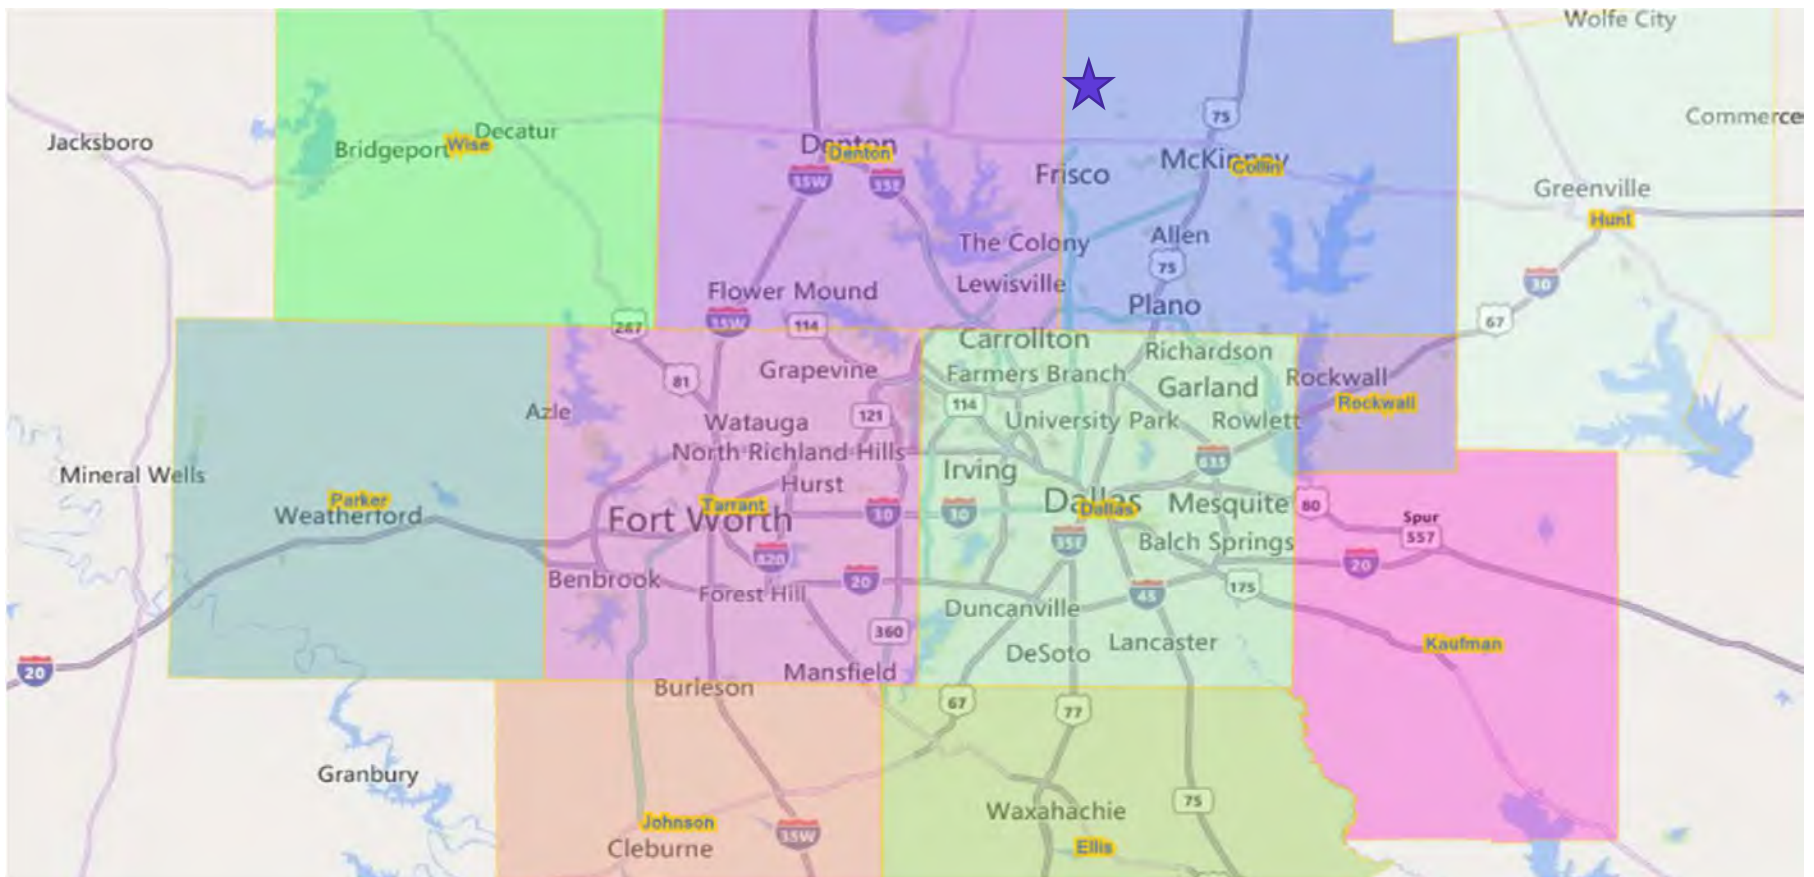 Wolfe City
75
Commerce
Jacksboro
Decatur
Bridgeport
Wise
Denton
Denton
McKinney
Collin
Frisco
35W
35E
Greenville
Hunt
The Colony
Allen
75
Lewisville
30
Flower Mound
Plano
287
35W
114
67
Carrollton
Richardson
Grapevine
Farmers Branch
Garland
Rockwall
81
Rockwall
Azle
121
114
Watauga
University Park
Rowlett
North Richland Hills
635
Mineral Wells
Irving
Hurst
Parker
Weatherford
Tarrant
Fort Worth
30
30
Dallas
Dallas
Mesquite
80
Spur
557
35E
Balch Springs
820
20
20
Benbrook
Forest Hill
45
175
Duncanville
360
Lancaster
Kaufman
DeSoto
20
Mansfield
Burleson
67
77
Granbury
75
Waxahachie
Johnson
35W
Cleburne
Ellis